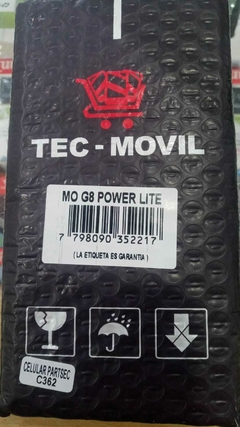 TEC - MOVIL
MO G8 POWER LITE
7 798090 352217
( LA ETIQUETA ES GARANTIA )
CELULAR PARTSEC
C362